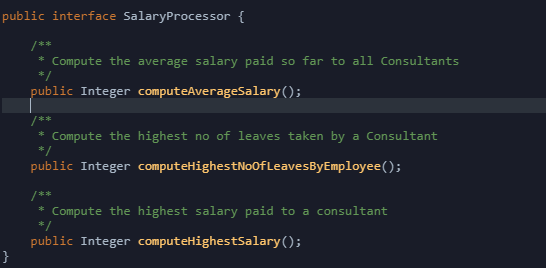 public interface SalaryProcessor {
/**
* Compute the average salary paid so far to all Consultants
*/
public Integer computeAverageSalary();
/**
* Compute the highest no of leaves taken by a Consultant
*/
public Integer computeHighestNoOfLeavesByEmployee();
/**
* Compute the highest salary paid to a consultant
*/
public Integer computeHighestSalary();
}